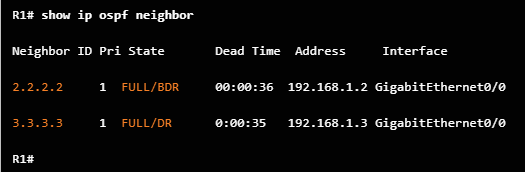 R1# show ip ospf neighbor
Neighbor ID Pri State Dead Time Address Interface
2.2.2.2 1 FULL/BDR 00:00:36 192.168.1.2 GigabitEthernet0/0
3.3.3.3 1 FULL/DR 0:00:35 192.168.1.3 GigabitEthernet0/0
R1#